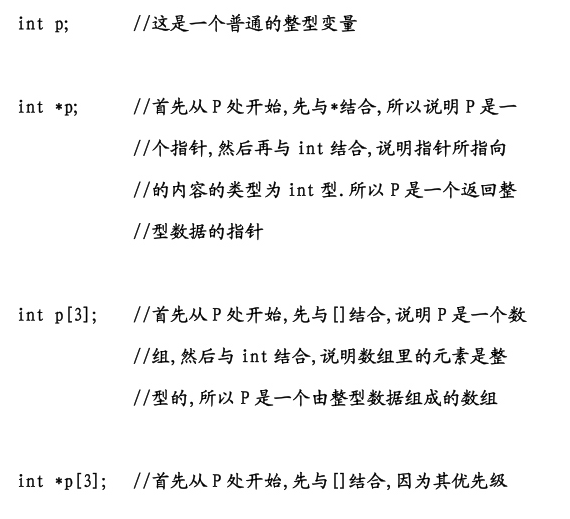 int p; //这是一个普通的整型变量
int *p; //首先从 P 处开始,先与*结合,所以说明 P 是一
//个指针,然后再与 int 结合,说明指针所指向
//的内容的类型为 int 型.所以 P 是一个返回整
//型数据的指针
int p[3]; //首先从 P 处开始,先与[]结合,说明 P 是一个数
//组,然后与 int 结合,说明数组里的元素是整
//型的,所以 P 是一个由整型数据组成的数组
int *p[3]; //首先从 P 处开始,先与[]结合,因为其优先级